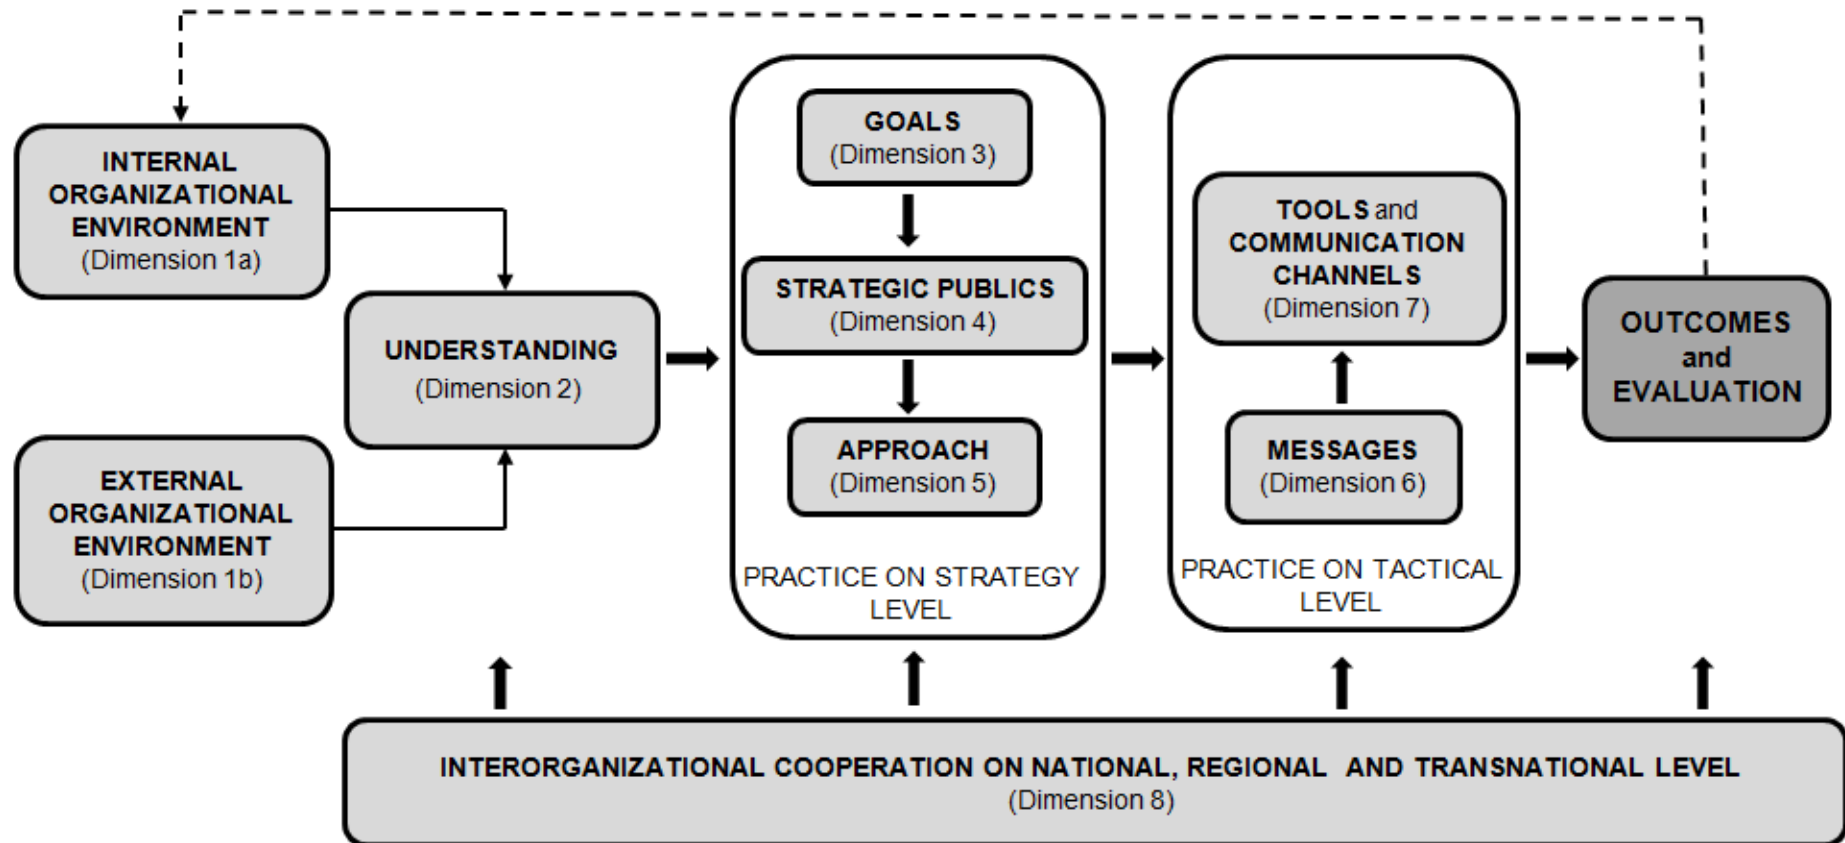 INTERNAL
ORGANIZATIONAL
ENVIRONMENT
(Dimension 1a)
EXTERNAL
ORGANIZATIONAL
ENVIRONMENT
(Dimension 1b)
UNDERSTANDING
(Dimension 2)
GOALS
(Dimension 3)
STRATEGIC PUBLICS
(Dimension 4)
APPROACH
(Dimension 5)
PRACTICE ON STRATEGY
LEVEL
TOOLS and
COMMUNICATION
CHANNELS
(Dimension 7)
MESSAGES
(Dimension 6)
PRACTICE ON TACTICAL
LEVEL
OUTCOMES
and
EVALUATION
INTERORGANIZATIONAL COOPERATION ON NATIONAL, REGIONAL AND TRANSNATIONAL LEVEL
(Dimension 8)